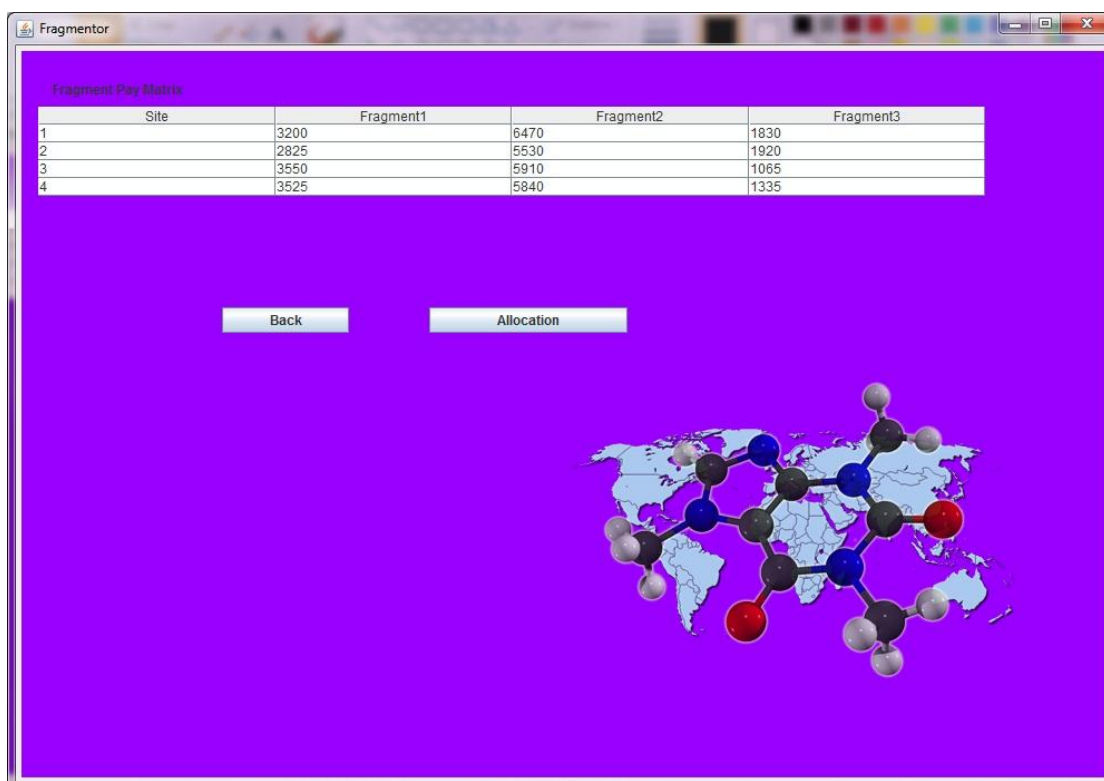 Fragmentor
Fragment Pay Matrix
Site Fragment1 Fragment2 Fragment3
1 3200 6470 1830
2 2825 5530 1920
3 3550 5910 1065
4 3525 5840 1335
Back Allocation